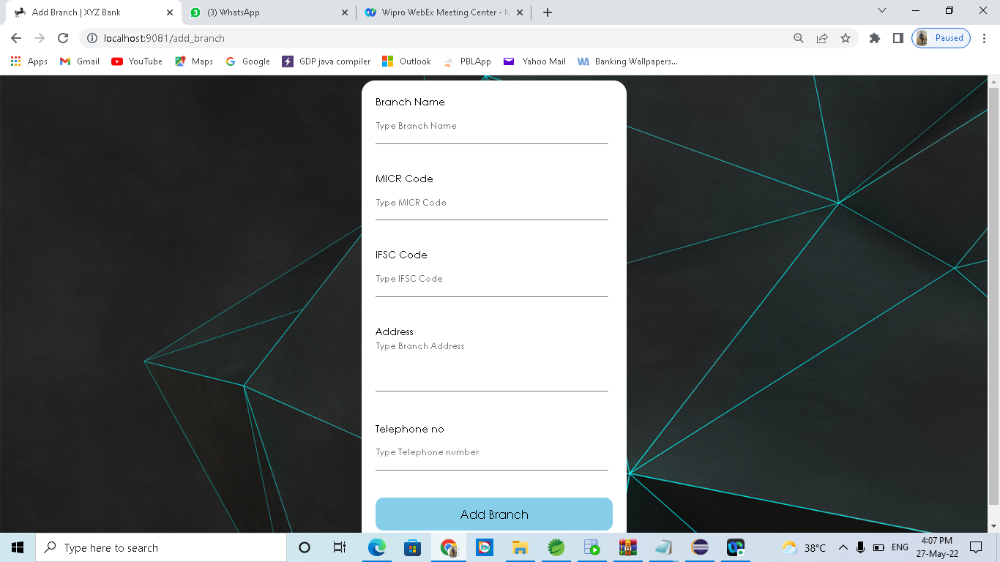 Add Branch | XYZ Bank
(3) WhatsApp
Wipro WebEx Meeting Center - M
localhost:9081/add_branch
Paused
Apps
Gmail
YouTube
Maps
Google
GDP java compiler
Outlook
PBLApp
Yahoo Mail
Banking Wallpapers...
Branch Name
Type Branch Name
MICR Code
Type MICR Code
IFSC Code
Type IFSC Code
Address
Type Branch Address
Telephone no
Type Telephone number
Add Branch
Type here to search
38°C
ENG
4:07 PM
27-May-22